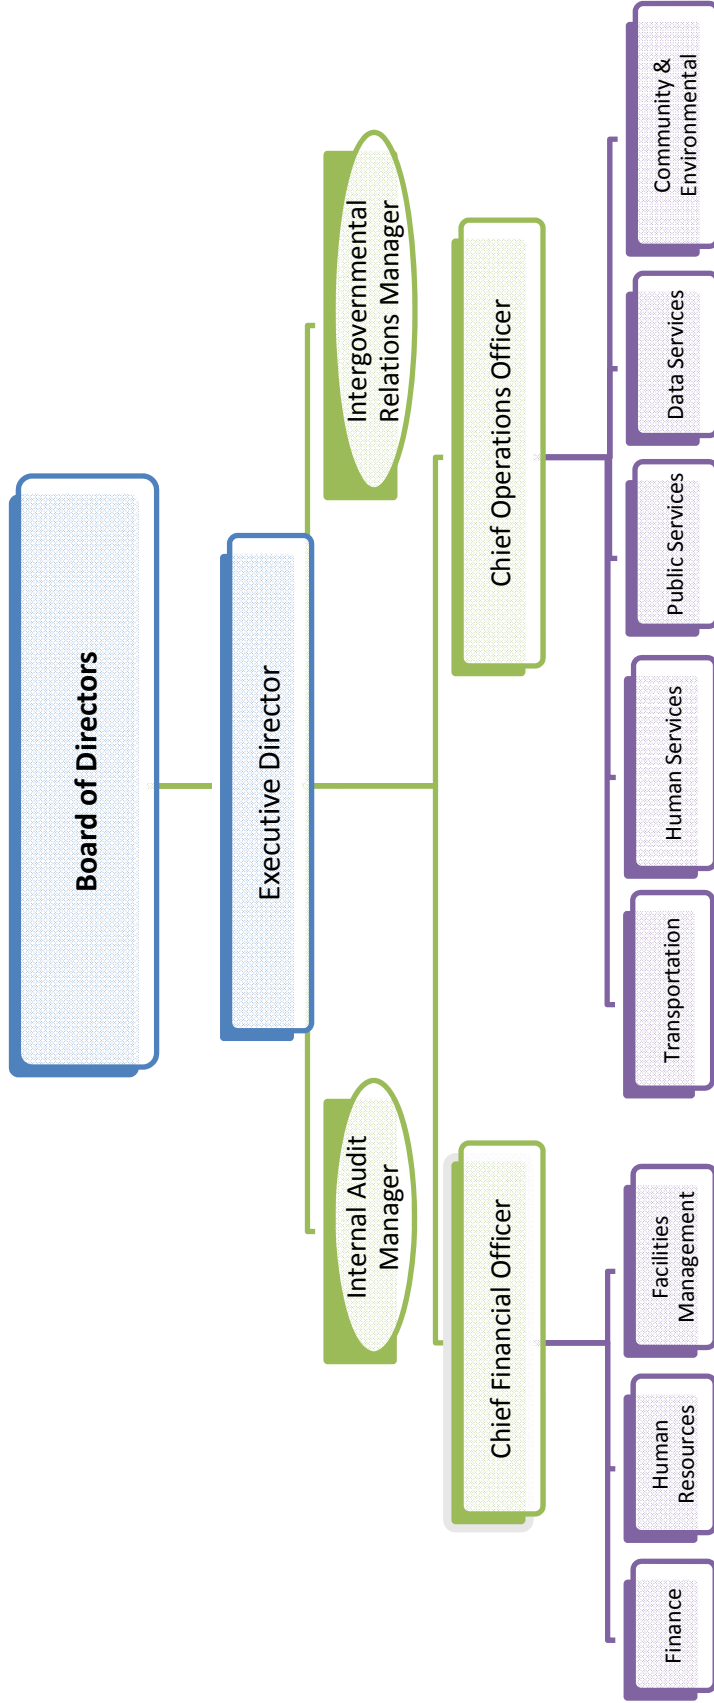 Board of Directors
Executive Director
Internal Audit
Manager
Intergovernmental
Relations Manager
Chief Financial Officer
Chief Operations Officer
Finance
Human
Resources
Facilities
Management
Transportation
Human Services
Public Services
Data Services
Community &
Environmental